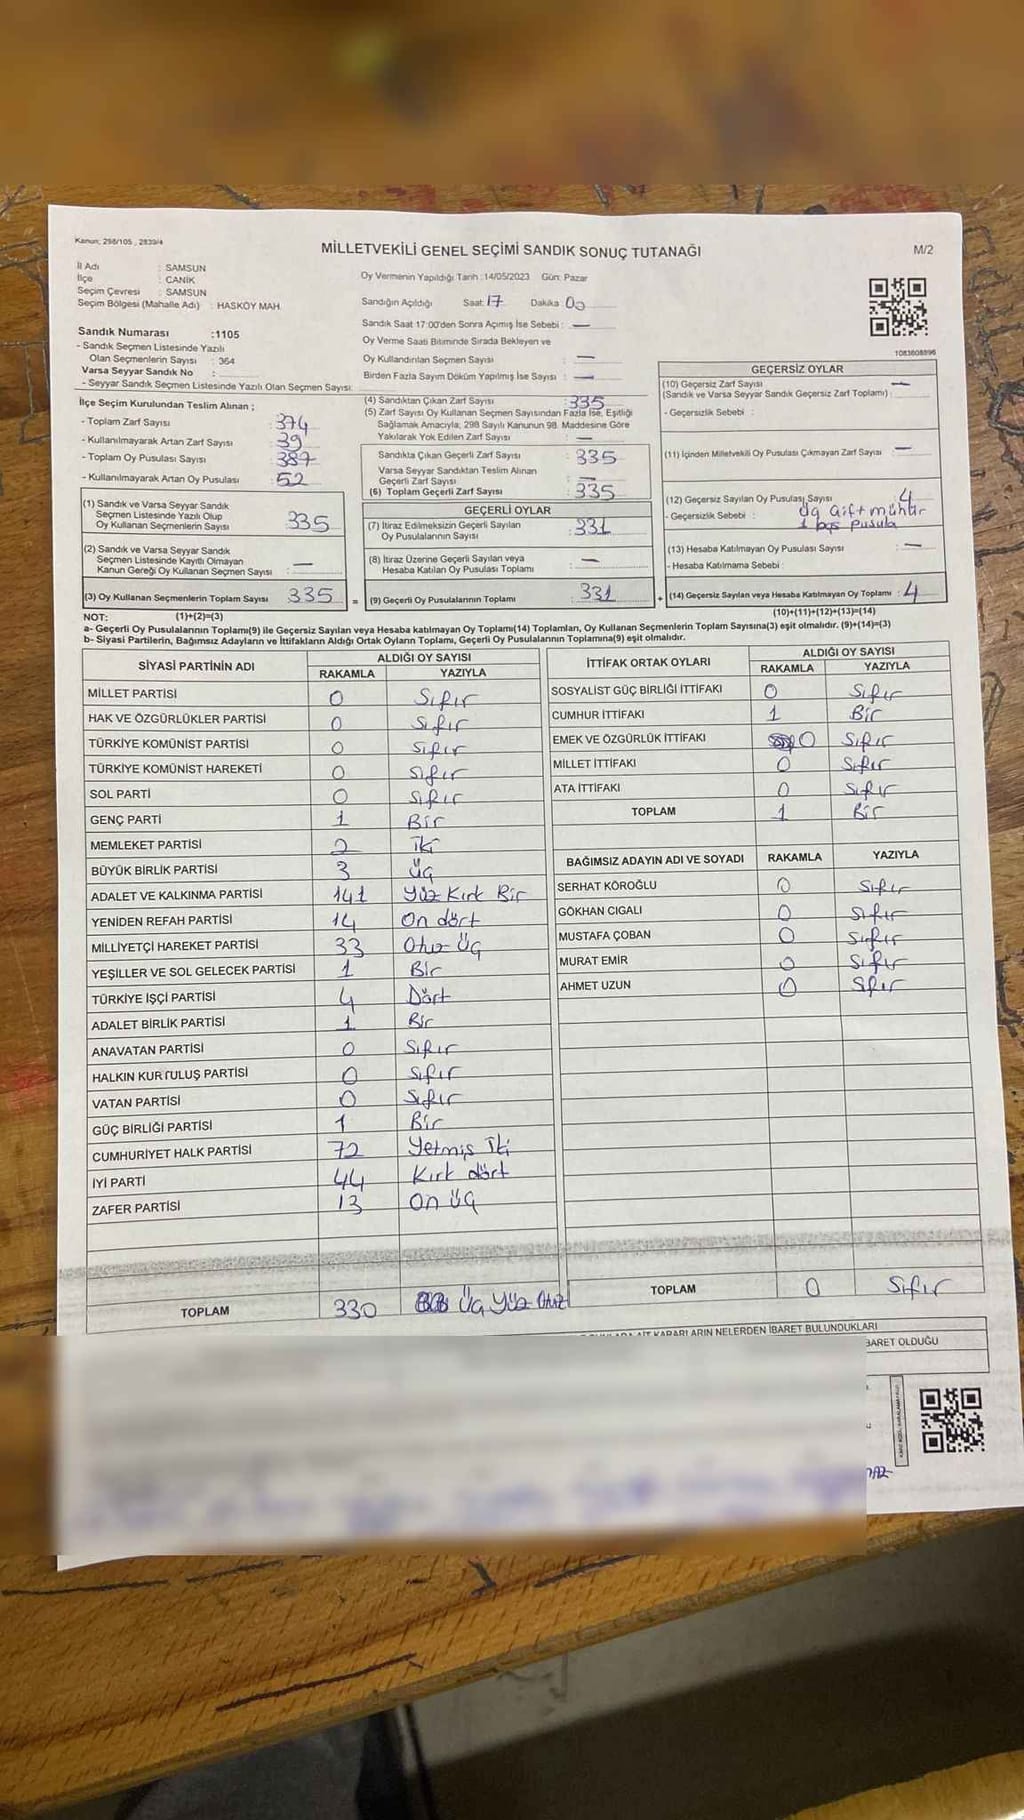 Kanun; 298/105 , 2839/4
MİLLETVEKİLİ GENEL SEÇİMİ SANDIK SONUÇ TUTANAĞI
M/2
İl Adı : SAMSUN
İlçe : CANİK
Seçim Çevresi : SAMSUN
Seçim Bölgesi (Mahalle Adı) : HASKÖY MAH.
Oy Vermenin Yapıldığı Tarih :14/05/2023 Gün: Pazar
Sandığın Açıldığı Saat: 17 Dakika 00
Sandık Saat 17:00'den Sonra Açımış İse Sebebi : —
Oy Verme Saati Bitiminde Sırada Bekleyen ve
Oy Kullandırılan Seçmen Sayısı : —
Birden Fazla Sayım Döküm Yapılmış İse Sayısı : —
1083608896
Sandık Numarası :1105
- Sandık Seçmen Listesinde Yazılı
Olan Seçmenlerin Sayısı : 364
Varsa Seyyar Sandık No :
- Seyyar Sandık Seçmen Listesinde Yazılı Olan Seçmen Sayısı:
İlçe Seçim Kurulundan Teslim Alınan ;
- Toplam Zarf Sayısı : 374
- Kullanılmayarak Artan Zarf Sayısı : 39
- Toplam Oy Pusulası Sayısı : 387
- Kullanılmayarak Artan Oy Pusulası : 52
(1) Sandık ve Varsa Seyyar Sandık
Seçmen Listesinde Yazılı Olup
Oy Kullanan Seçmenlerin Sayısı : 335
(2) Sandık ve Varsa Seyyar Sandık
Seçmen Listesinde Kayıtlı Olmayan
Kanun Gereği Oy Kullanan Seçmen Sayısı : —
(3) Oy Kullanan Seçmenlerin Toplam Sayısı : 335
(4) Sandıktan Çıkan Zarf Sayısı : 335
(5) Zarf Sayısı Oy Kullanan Seçmen Sayısından Fazla İse, Eşitliği
Sağlamak Amacıyla, 298 Sayılı Kanunun 98. Maddesine Göre
Yakılarak Yok Edilen Zarf Sayısı : —
Sandıkta Çıkan Geçerli Zarf Sayısı : 335
Varsa Seyyar Sandıktan Teslim Alınan
Geçerli Zarf Sayısı : —
(6) Toplam Geçerli Zarf Sayısı : 335
GEÇERLİ OYLAR
(7) İtiraz Edilmeksizin Geçerli Sayılan
Oy Pusulalarının Sayısı : 331
(8) İtiraz Üzerine Geçerli Sayılan veya
Hesaba Katılan Oy Pusulası Toplamı : —
= (9) Geçerli Oy Pusulalarının Toplamı : 331
GEÇERSİZ OYLAR
(10) Geçersiz Zarf Sayısı —
(Sandık ve Varsa Seyyar Sandık Geçersiz Zarf Toplamı) :
- Geçersizlik Sebebi :
(11) İçinden Milletvekili Oy Pusulası Çıkmayan Zarf Sayısı : —
(12) Geçersiz Sayılan Oy Pusulası Sayısı : 4
- Geçersizlik Sebebi : üç çift mühür
1 boş pusula
(13) Hesaba Katılmayan Oy Pusulası Sayısı : —
- Hesaba Katılmama Sebebi :
+ (14) Geçersiz Sayılan veya Hesaba Katılmayan Oy Toplamı : 4
NOT: (1)+(2)=(3)
(10)+(11)+(12)+(13)=(14)
a- Geçerli Oy Pusulalarının Toplamı(9) ile Geçersiz Sayılan veya Hesaba katılmayan Oy Toplamı(14) Toplamları, Oy Kullanan Seçmenlerin Toplam Sayısına(3) eşit olmalıdır. (9)+(14)=(3)
b- Siyasi Partilerin, Bağımsız Adayların ve İttifakların Aldığı Ortak Oyların Toplamı, Geçerli Oy Pusulalarının Toplamına(9) eşit olmalıdır.
SİYASİ PARTİNİN ADI ALDIĞI OY SAYISI
RAKAMLA YAZIYLA
MİLLET PARTİSİ 0 Sıfır
HAK VE ÖZGÜRLÜKLER PARTİSİ 0 Sıfır
TÜRKİYE KOMÜNİST PARTİSİ 0 Sıfır
TÜRKİYE KOMÜNİST HAREKETİ 0 Sıfır
SOL PARTİ 0 Sıfır
GENÇ PARTİ 1 Bir
MEMLEKET PARTİSİ 2 İki
BÜYÜK BİRLİK PARTİSİ 3 Üç
ADALET VE KALKINMA PARTİSİ 141 Yüz Kırk Bir
YENİDEN REFAH PARTİSİ 14 On dört
MİLLİYETÇİ HAREKET PARTİSİ 33 Otuz Üç
YEŞİLLER VE SOL GELECEK PARTİSİ 1 Bir
TÜRKİYE İŞÇİ PARTİSİ 4 Dört
ADALET BİRLİK PARTİSİ 1 Bir
ANAVATAN PARTİSİ 0 Sıfır
HALKIN KURTULUŞ PARTİSİ 0 Sıfır
VATAN PARTİSİ 0 Sıfır
GÜÇ BİRLİĞİ PARTİSİ 1 Bir
CUMHURİYET HALK PARTİSİ 72 Yetmiş İki
İYİ PARTİ 44 Kırk dört
ZAFER PARTİSİ 13 On üç
TOPLAM 330 Üç Yüz Otuz
İTTİFAK ORTAK OYLARI ALDIĞI OY SAYISI
RAKAMLA YAZIYLA
SOSYALİST GÜÇ BİRLİĞİ İTTİFAKI 0 Sıfır
CUMHUR İTTİFAKI 1 Bir
EMEK VE ÖZGÜRLÜK İTTİFAKI 0 Sıfır
MİLLET İTTİFAKI 0 Sıfır
ATA İTTİFAKI 0 Sıfır
TOPLAM 1 Bir
BAĞIMSIZ ADAYIN ADI VE SOYADI RAKAMLA YAZIYLA
SERHAT KÖROĞLU 0 Sıfır
GÖKHAN CIGALI 0 Sıfır
MUSTAFA ÇOBAN 0 Sıfır
MURAT EMİR 0 Sıfır
AHMET UZUN 0 Sfır
TOPLAM 0 Sıfır
KARARLARIN NELERDEN İBARET BULUNDUKLARI
BARET OLDUĞU